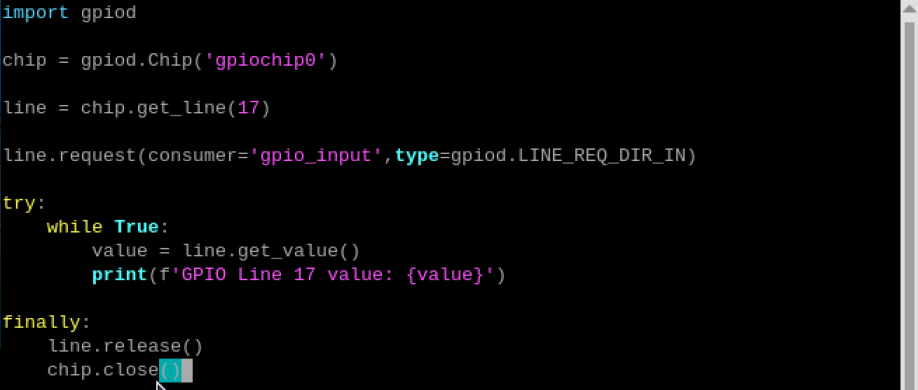 import gpiod
chip = gpiod.Chip('gpiochip0')
line = chip.get_line(17)
line.request(consumer='gpio_input',type=gpiod.LINE_REQ_DIR_IN)
try:
    while True:
        value = line.get_value()
        print(f'GPIO Line 17 value: {value}')
finally:
    line.release()
    chip.close()